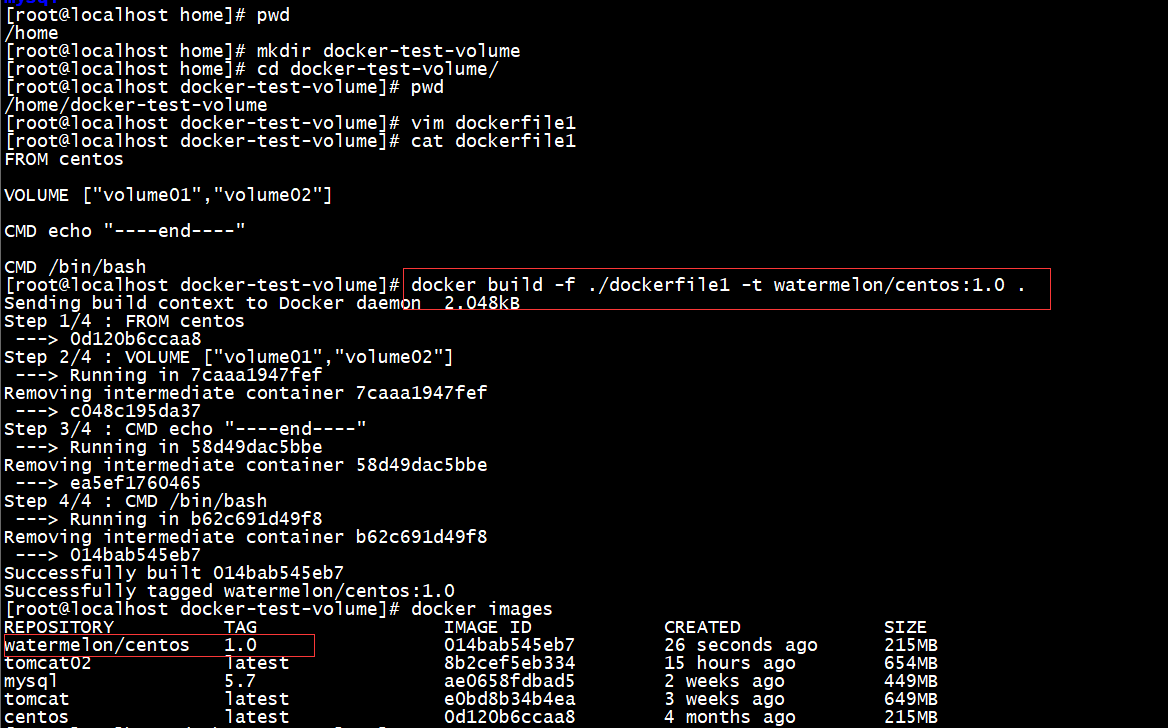 mysql
[root@localhost home]# pwd
/home
[root@localhost home]# mkdir docker-test-volume
[root@localhost home]# cd docker-test-volume/
[root@localhost docker-test-volume]# pwd
/home/docker-test-volume
[root@localhost docker-test-volume]# vim dockerfile1
[root@localhost docker-test-volume]# cat dockerfile1
FROM centos
VOLUME ["volume01","volume02"]
CMD echo "----end----"
CMD /bin/bash
[root@localhost docker-test-volume]# docker build -f ./dockerfile1 -t watermelon/centos:1.0 .
Sending build context to Docker daemon  2.048kB
Step 1/4 : FROM centos
 ---> 0d120b6ccaa8
Step 2/4 : VOLUME ["volume01","volume02"]
 ---> Running in 7caaa1947fef
Removing intermediate container 7caaa1947fef
 ---> c048c195da37
Step 3/4 : CMD echo "----end----"
 ---> Running in 58d49dac5bbe
Removing intermediate container 58d49dac5bbe
 ---> ea5ef1760465
Step 4/4 : CMD /bin/bash
 ---> Running in b62c691d49f8
Removing intermediate container b62c691d49f8
 ---> 014bab545eb7
Successfully built 014bab545eb7
Successfully tagged watermelon/centos:1.0
[root@localhost docker-test-volume]# docker images
REPOSITORY          TAG                 IMAGE ID            CREATED             SIZE
watermelon/centos   1.0                 014bab545eb7        26 seconds ago      215MB
tomcat02            latest              8b2cef5eb334        15 hours ago        654MB
mysql               5.7                 ae0658fdbad5        2 weeks ago         449MB
tomcat              latest              e0bd8b34b4ea        3 weeks ago         649MB
centos              latest              0d120b6ccaa8        4 months ago        215MB